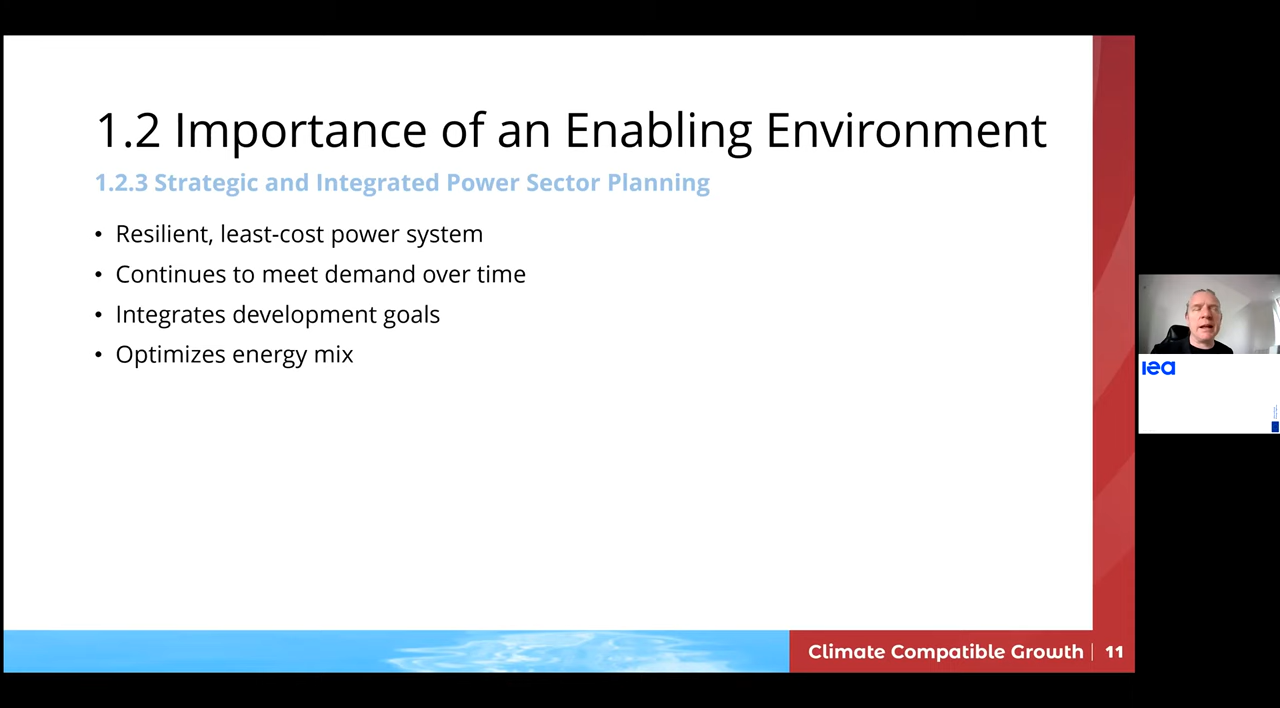 1.2 Importance of an Enabling Environment
1.2.3 Strategic and Integrated Power Sector Planning
• Resilient, least-cost power system
• Continues to meet demand over time
• Integrates development goals
• Optimizes energy mix
iea
Climate Compatible Growth | 11